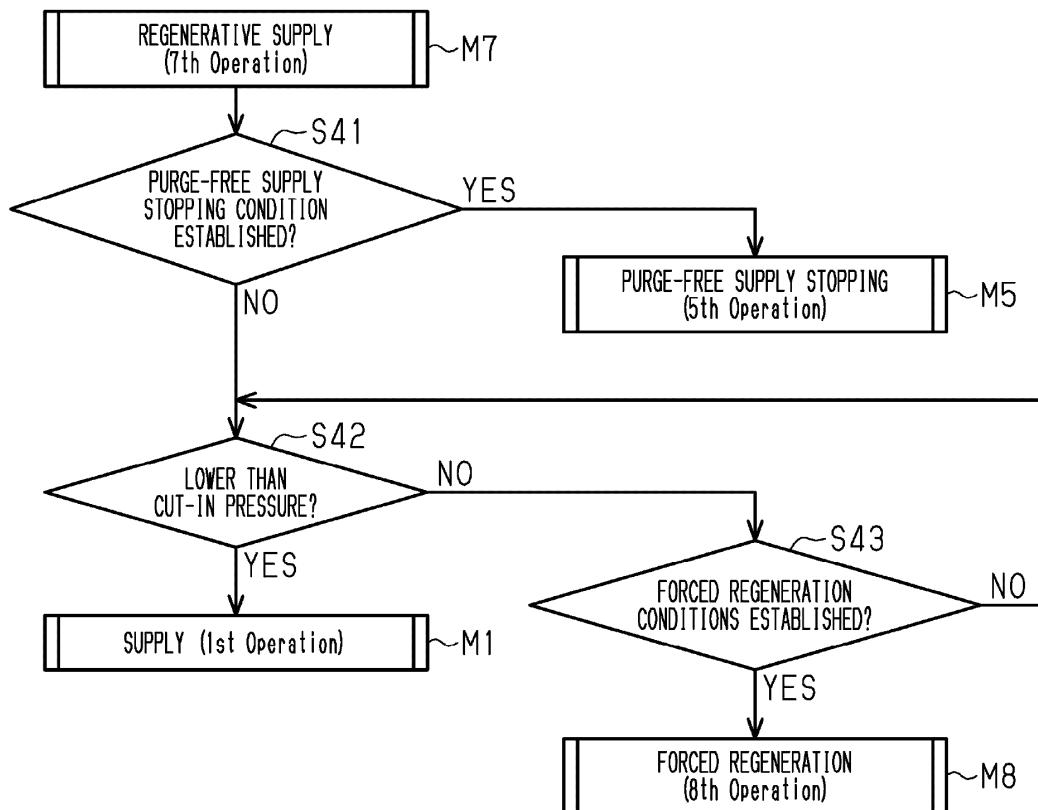 REGENERATIVE SUPPLY
(7th Operation)
M7
S41
PURGE-FREE SUPPLY
STOPPING CONDITION
ESTABLISHED?
YES
NO
PURGE-FREE SUPPLY STOPPING
(5th Operation)
M5
S42
LOWER THAN
CUT-IN PRESSURE?
NO
YES
S43
FORCED REGENERATION
CONDITIONS ESTABLISHED?
NO
YES
SUPPLY (1st Operation)
M1
FORCED REGENERATION
(8th Operation)
M8